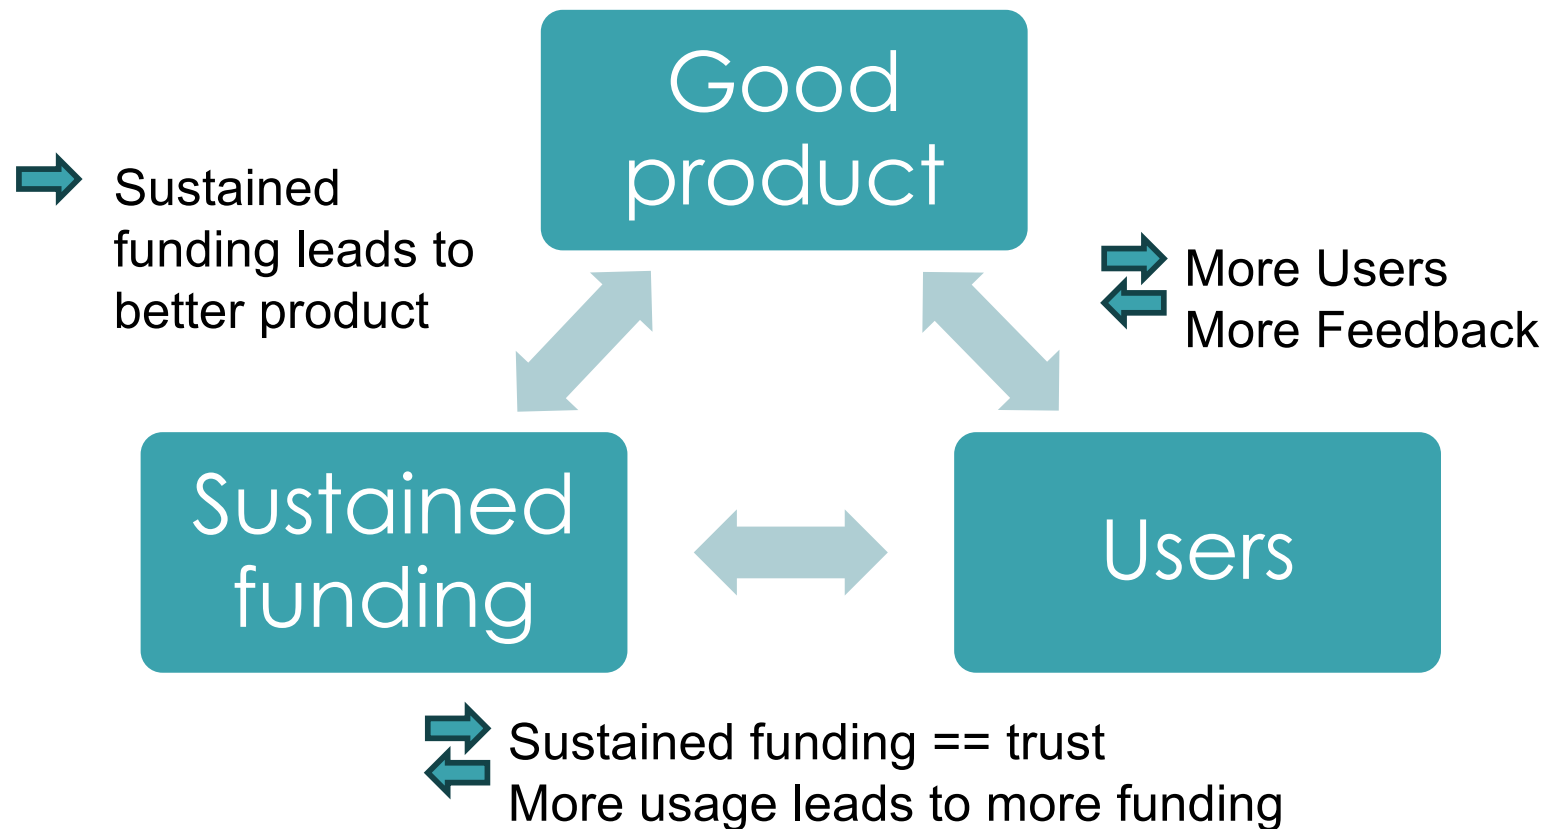 Good
product
Sustained
funding leads to
better product
More Users
More Feedback
Sustained
funding
Users
Sustained funding == trust
More usage leads to more funding